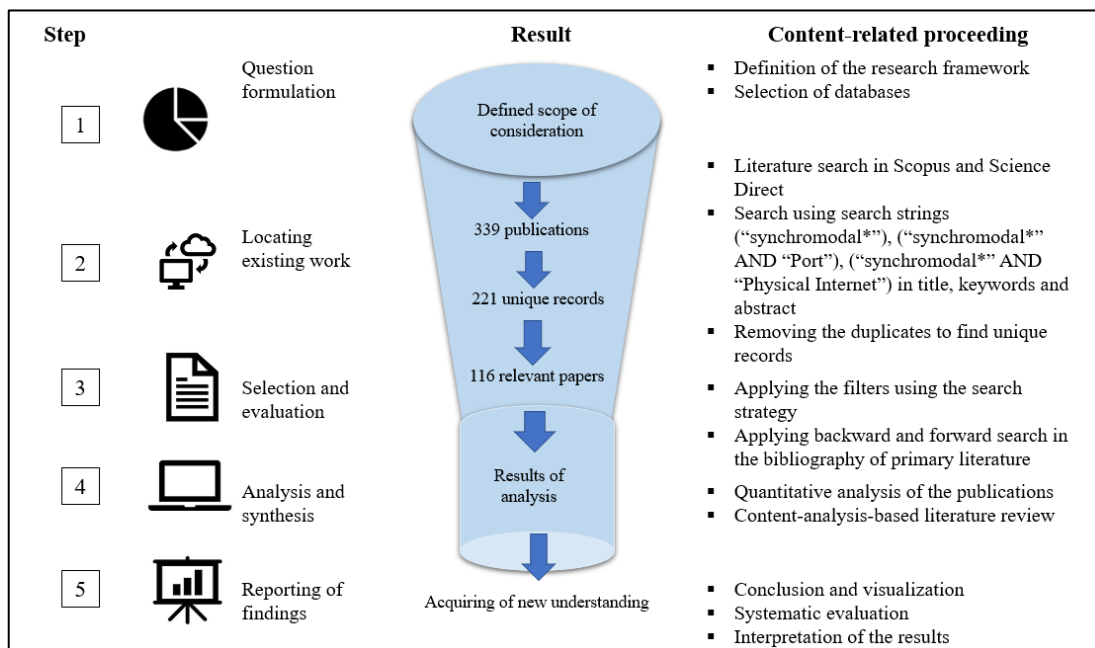 Step
Result
Content-related proceeding
1
Question
formulation
Defined scope of
consideration
▪ Definition of the research framework
▪ Selection of databases
2
Locating
existing work
339 publications
221 unique records
▪ Literature search in Scopus and Science
Direct
▪ Search using search strings
(“synchromodal*”), (“synchromodal*”
AND “Port”), (“synchromodal*” AND
“Physical Internet”) in title, keywords and
abstract
▪ Removing the duplicates to find unique
records
3
Selection and
evaluation
116 relevant papers
▪ Applying the filters using the search
strategy
▪ Applying backward and forward search in
the bibliography of primary literature
4
Analysis and
synthesis
Results of
analysis
▪ Quantitative analysis of the publications
▪ Content-analysis-based literature review
5
Reporting of
findings
Acquiring of new understanding
▪ Conclusion and visualization
▪ Systematic evaluation
▪ Interpretation of the results